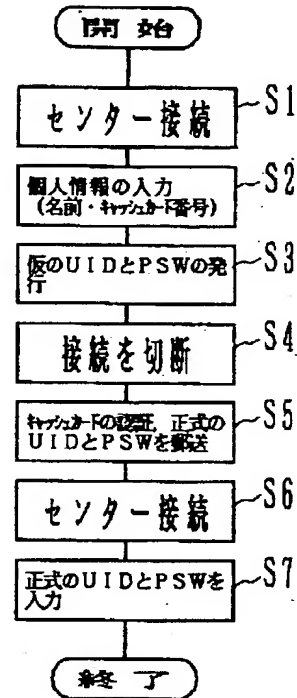 開始
センター接続
S1
個人情報の入力
(名前・キャッシュカード番号)
S2
仮のUIDとPSWの発
行
S3
接続を切断
S4
キャッシュカードの認証,正式の
UIDとPSWを郵送
S5
センター接続
S6
正式のUIDとPSWを
入力
S7
終了